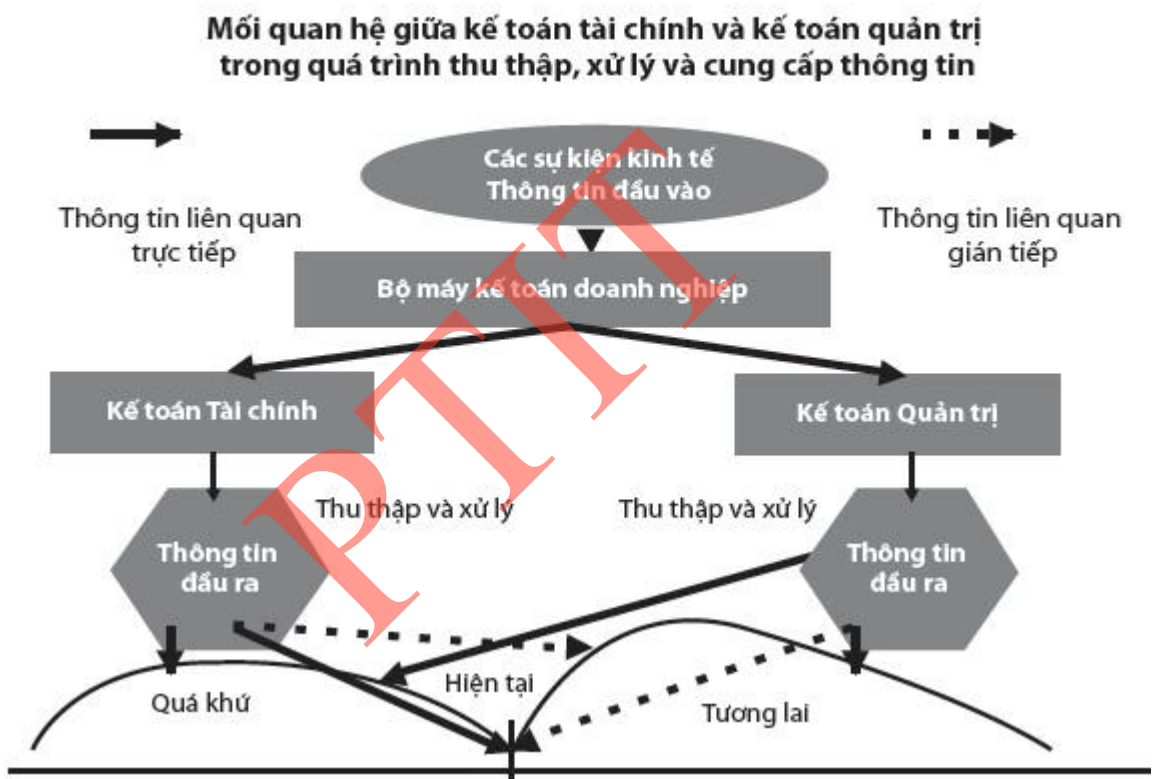 Mối quan hệ giữa kế toán tài chính và kế toán quản trị
trong quá trình thu thập, xử lý và cung cấp thông tin
Các sự kiện kinh tế
Thông tin đầu vào
Thông tin liên quan
trực tiếp
Thông tin liên quan
gián tiếp
Bộ máy kế toán doanh nghiệp
Kế toán Tài chính
Kế toán Quản trị
PTIT
Thu thập và xử lý
Thu thập và xử lý
Thông tin
đầu ra
Thông tin
đầu ra
Quá khứ
Hiện tại
Tương lai